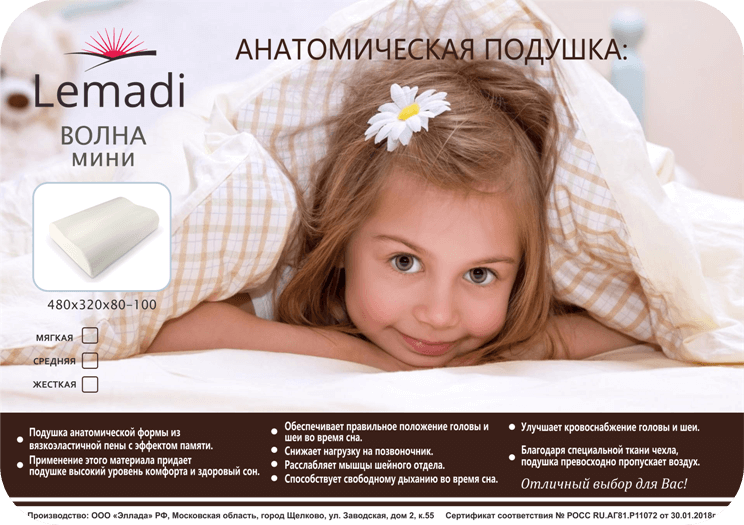 АНАТОМИЧЕСКАЯ ПОДУШКА:
Lemadi
ВОЛНА
МИНИ
480x320x80-100
МЯГКАЯ
СРЕДНЯЯ
ЖЕСТКАЯ
• Подушка анатомической формы из
вязкоэластичной пены с эффектом памяти.
• Применение этого материала придает
подушке высокий уровень комфорта и здоровый сон.
• Обеспечивает правильное положение головы и
шеи во время сна.
• Снижает нагрузку на позвоночник.
• Расслабляет мышцы шейного отдела.
• Способствует свободному дыханию во время сна.
• Улучшает кровоснабжение головы и шеи.
• Благодаря специальной ткани чехла,
подушка превосходно пропускает воздух.
Отличный выбор для Вас!
Производство: ООО «Эллада» РФ, Московская область, город Щелково, ул. Заводская, дом 2, к.55 Сертификат соответствия № РОСС RU.АГ81.Р11072 от 30.01.2018г